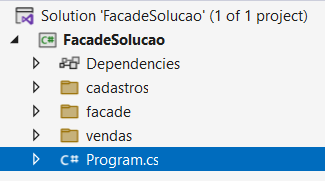 Solution 'FacadeSolucao' (1 of 1 project)
FacadeSolucao
Dependencies
cadastros
facade
vendas
C# Program.cs